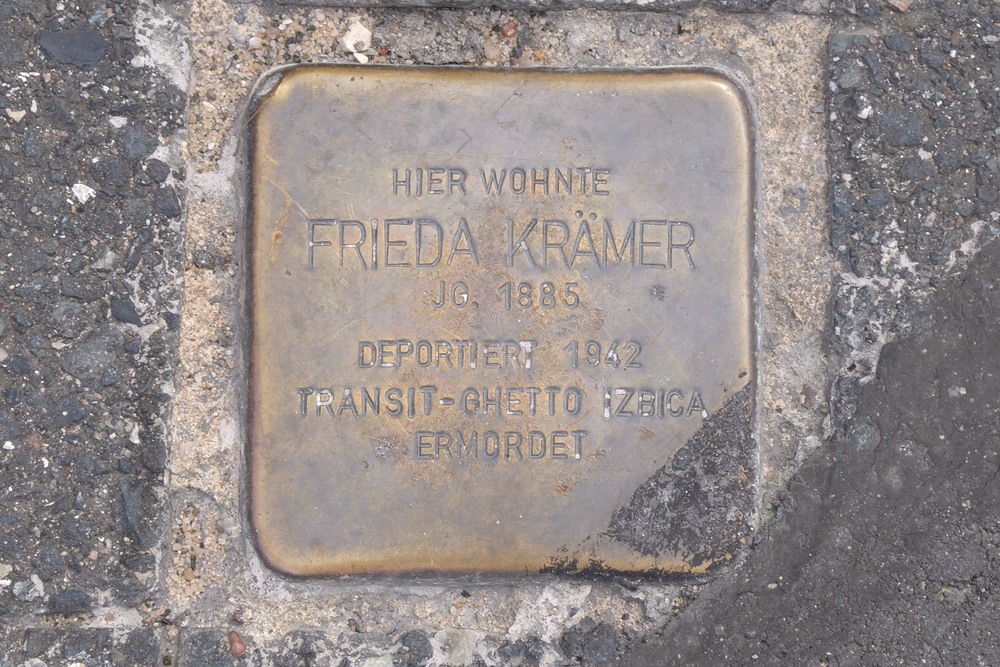 HIER WOHNTE
FRIEDA KRÄMER
JG. 1885
DEPORTIERT 1942
TRANSIT-GHETTO IZBICA
ERMORDET